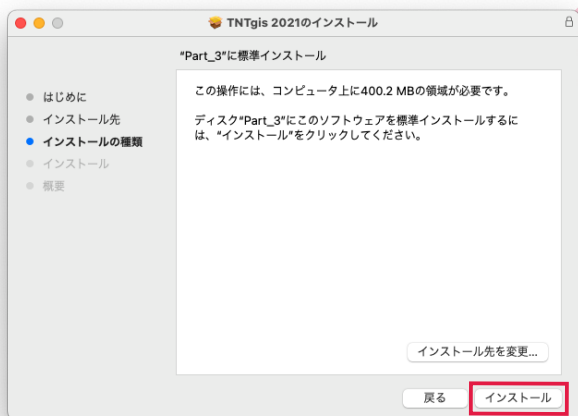 TNTgis 2021のインストール
"Part_3"に標準インストール
はじめに
インストール先
インストールの種類
インストール
概要
この操作には、コンピュータ上に400.2 MBの領域が必要です。
ディスク"Part_3"にこのソフトウェアを標準インストールするに
は、"インストール"をクリックしてください。
インストール先を変更...
戻る
インストール